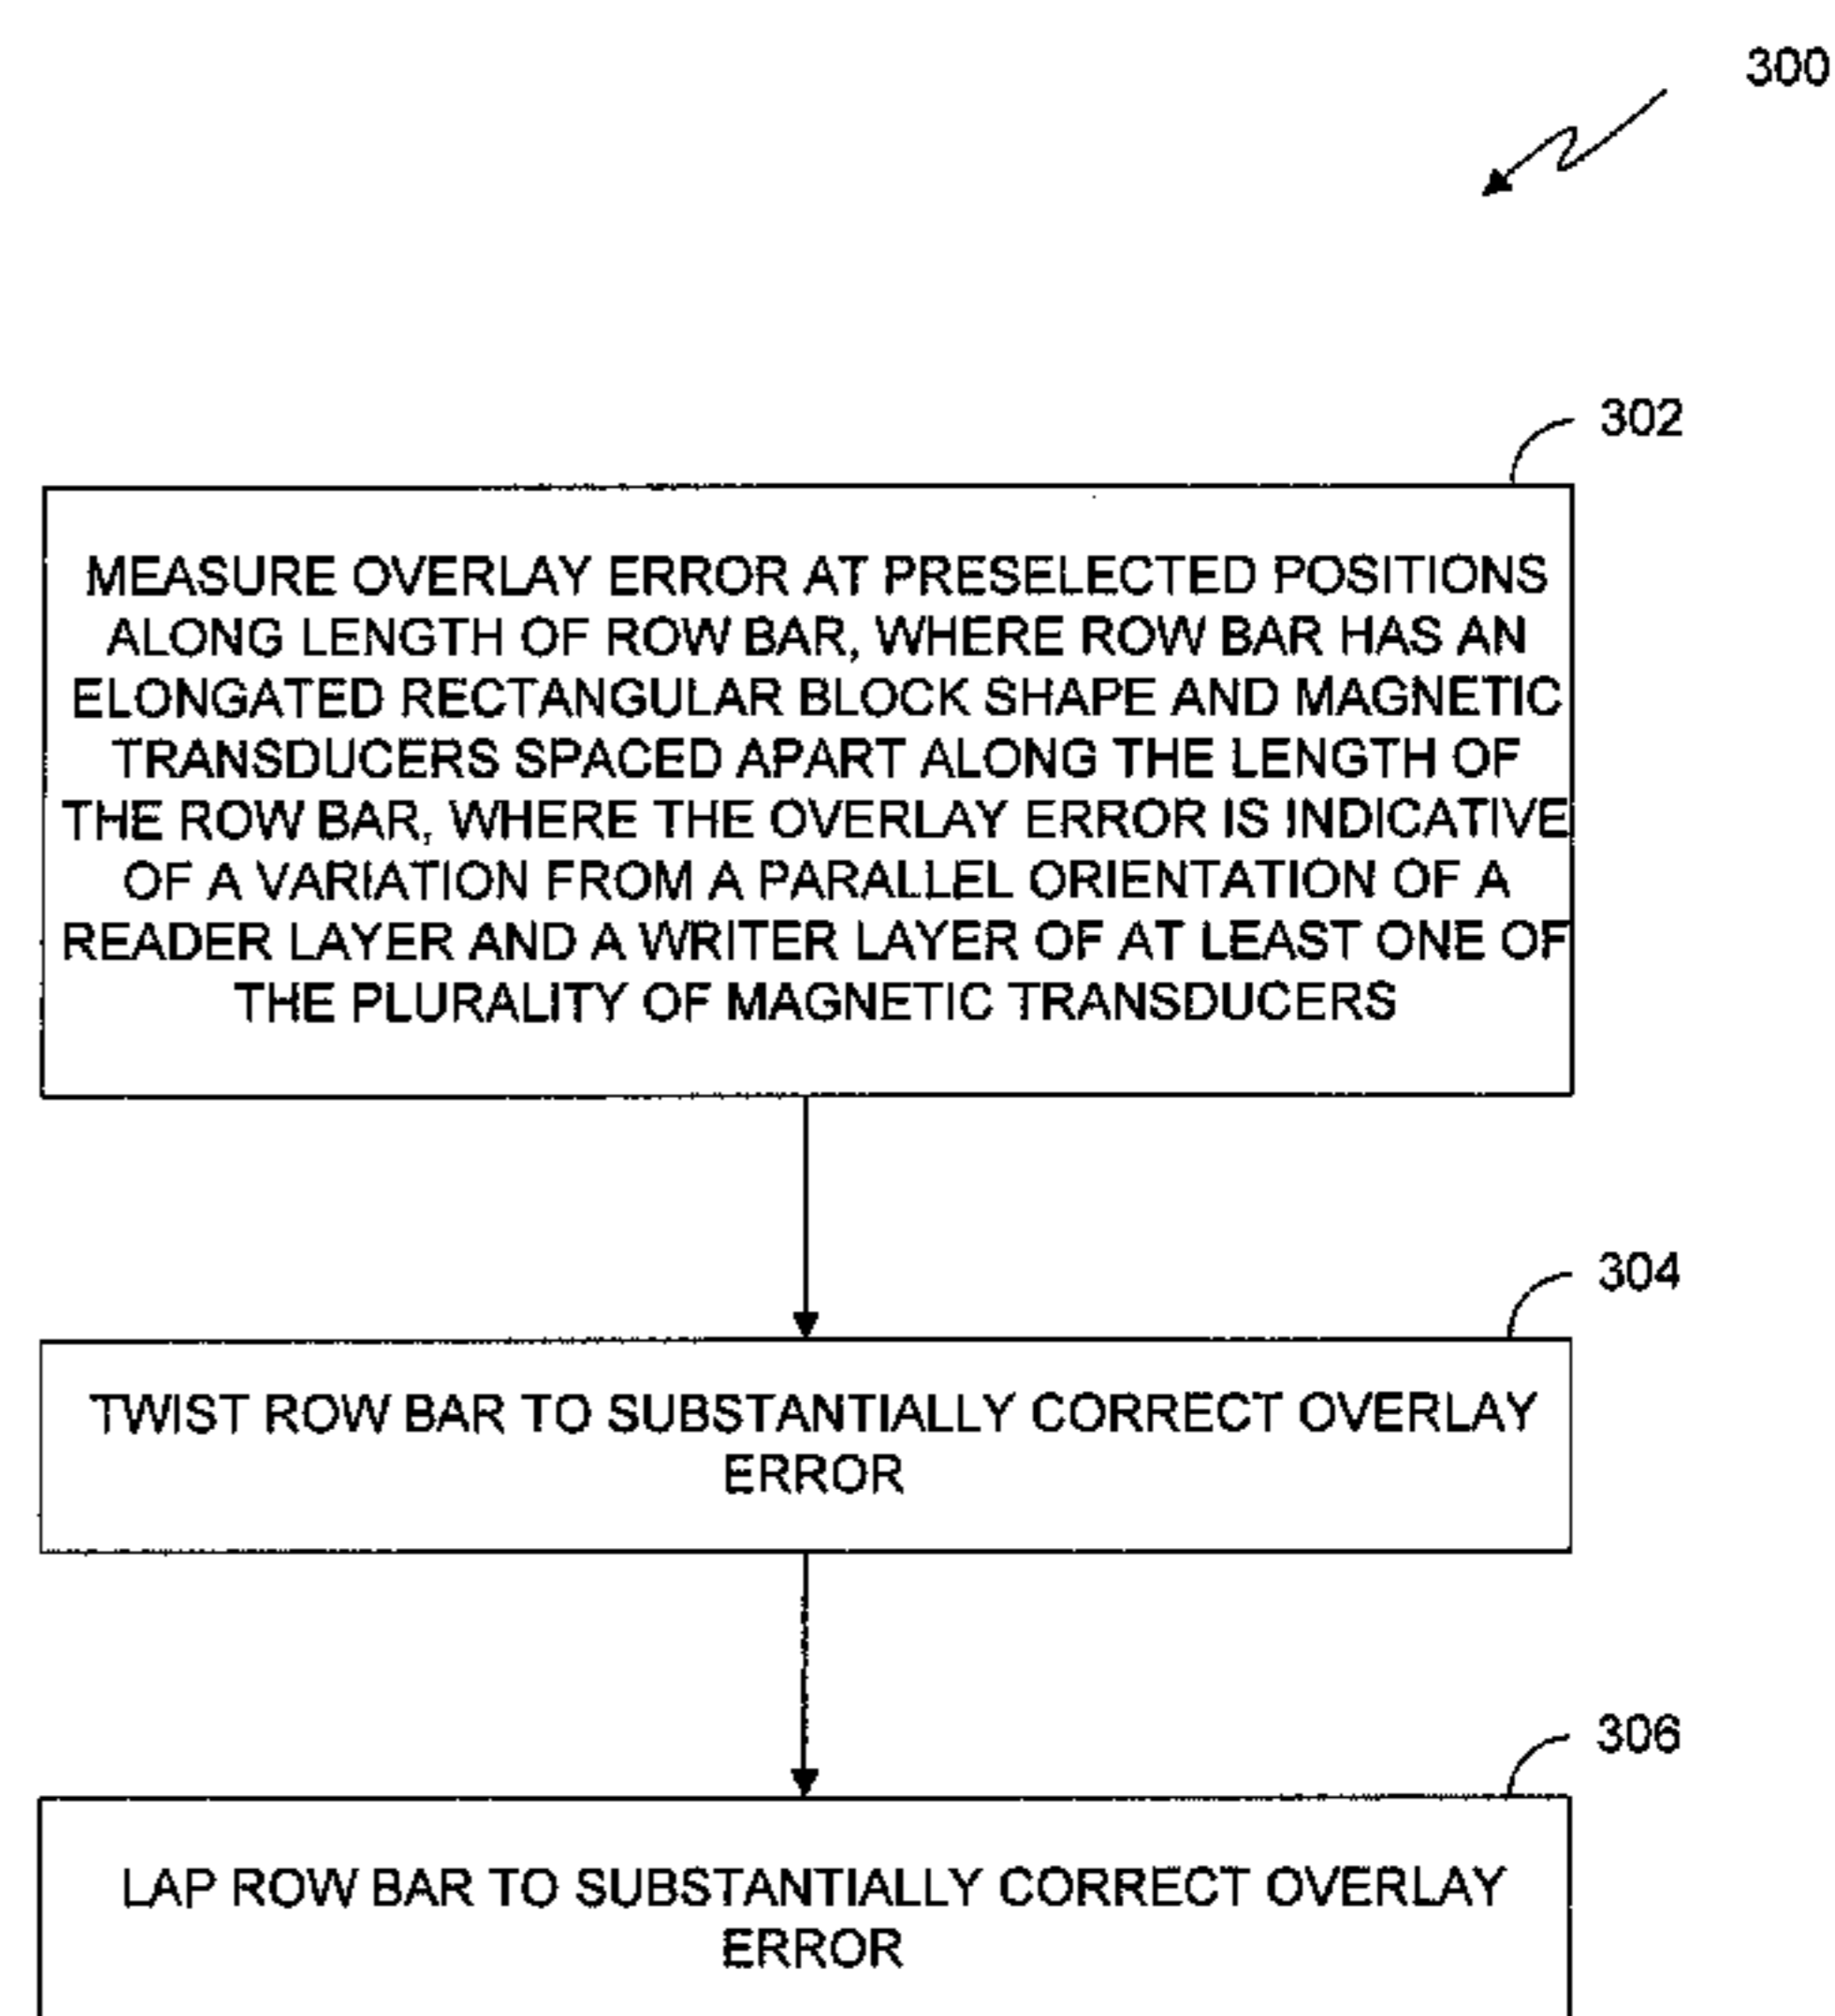 300
302
MEASURE OVERLAY ERROR AT PRESELECTED POSITIONS
ALONG LENGTH OF ROW BAR, WHERE ROW BAR HAS AN
ELONGATED RECTANGULAR BLOCK SHAPE AND MAGNETIC
TRANSDUCERS SPACED APART ALONG THE LENGTH OF
THE ROW BAR, WHERE THE OVERLAY ERROR IS INDICATIVE
OF A VARIATION FROM A PARALLEL ORIENTATION OF A
READER LAYER AND A WRITER LAYER OF AT LEAST ONE OF
THE PLURALITY OF MAGNETIC TRANSDUCERS
304
TWIST ROW BAR TO SUBSTANTIALLY CORRECT OVERLAY
ERROR
306
LAP ROW BAR TO SUBSTANTIALLY CORRECT OVERLAY
ERROR